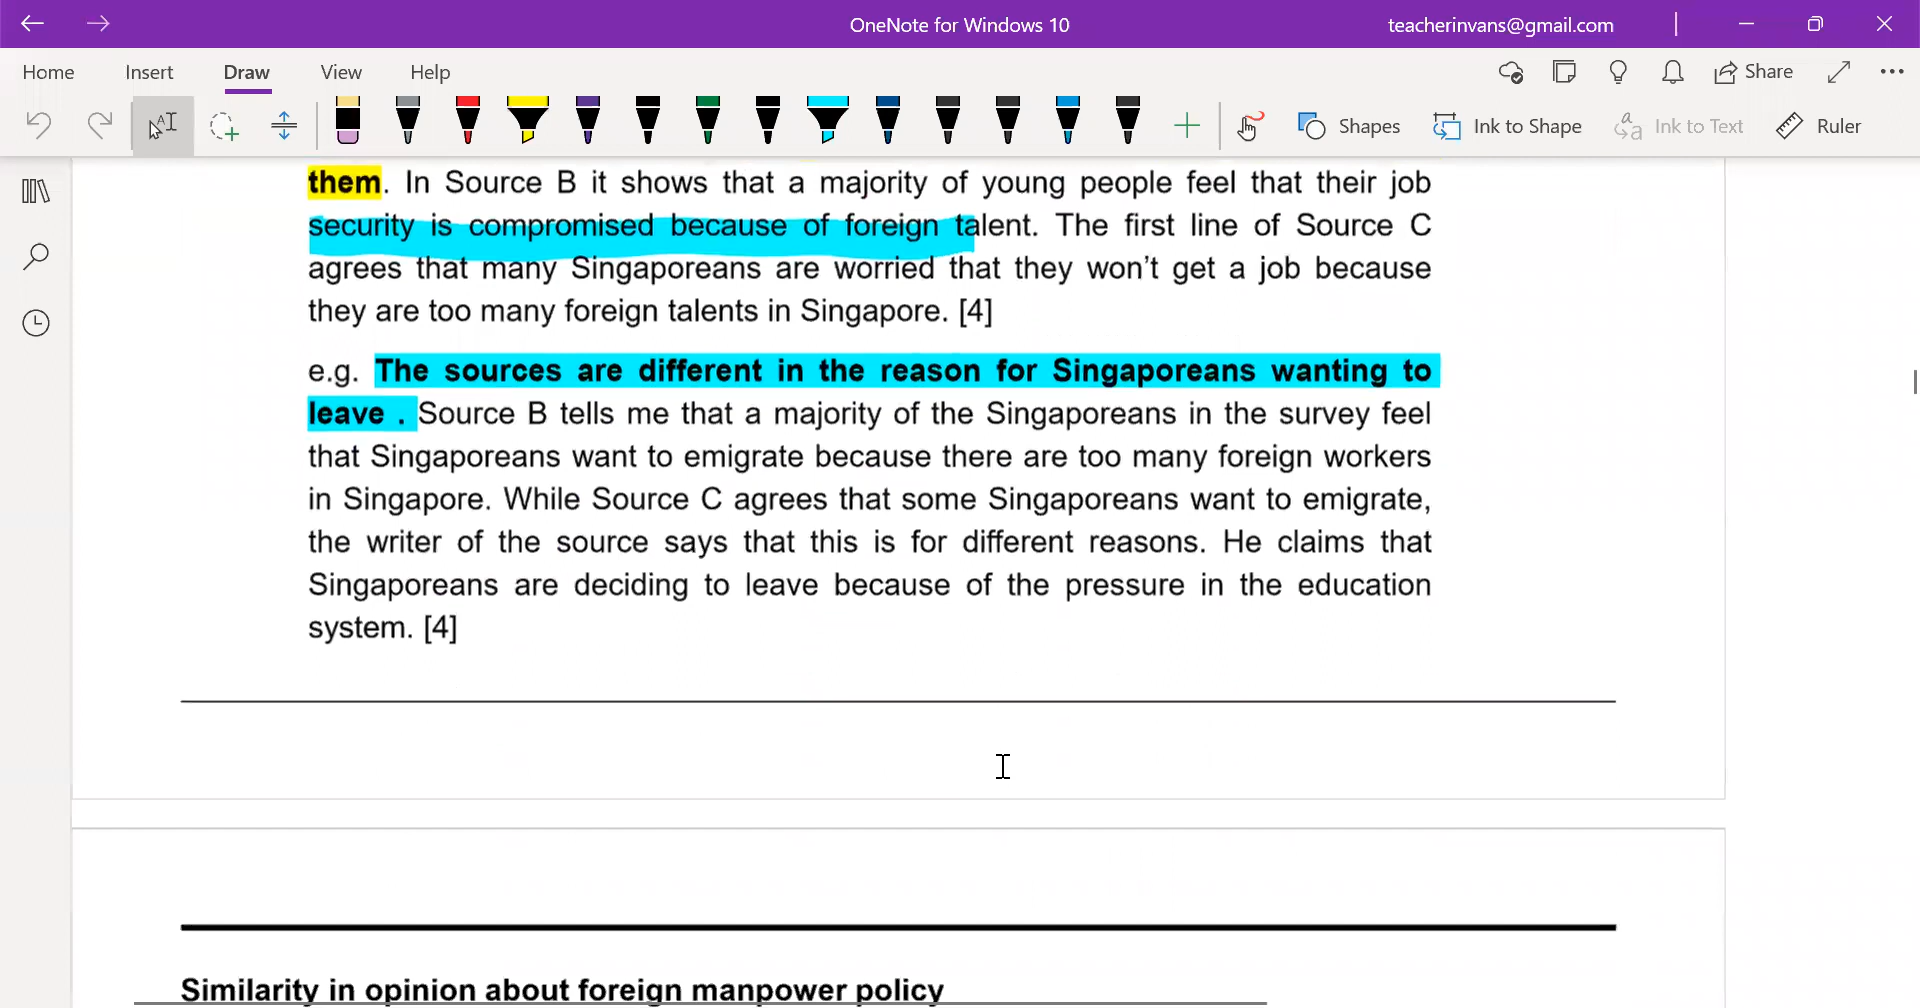 OneNote for Windows 10
teacherinvans@gmail.com
Home Insert Draw View Help
Share
Shapes Ink to Shape Ink to Text Ruler
them. In Source B it shows that a majority of young people feel that their job
security is compromised because of foreign talent. The first line of Source C
agrees that many Singaporeans are worried that they won't get a job because
they are too many foreign talents in Singapore. [4]
e.g. The sources are different in the reason for Singaporeans wanting to
leave . Source B tells me that a majority of the Singaporeans in the survey feel
that Singaporeans want to emigrate because there are too many foreign workers
in Singapore. While Source C agrees that some Singaporeans want to emigrate,
the writer of the source says that this is for different reasons. He claims that
Singaporeans are deciding to leave because of the pressure in the education
system. [4]
Similarity in opinion about foreign manpower policy